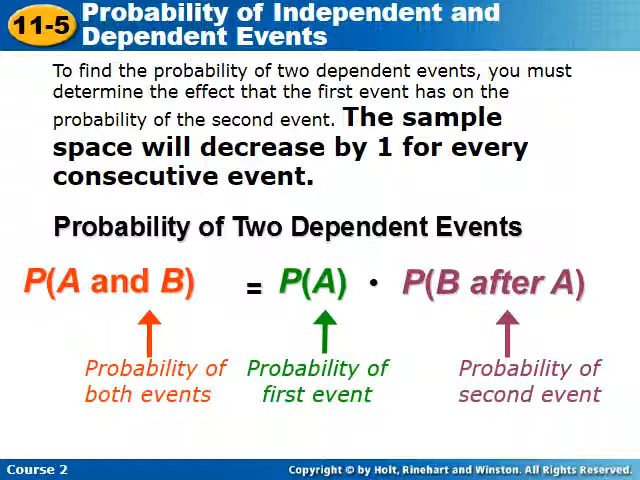 11-5
Probability of Independent and
Dependent Events
To find the probability of two dependent events, you must
determine the effect that the first event has on the
probability of the second event. The sample
space will decrease by 1 for every
consecutive event.
Probability of Two Dependent Events
P(A and B) = P(A) • P(B after A)
Probability of both events
Probability of first event
Probability of second event
Course 2
Copyright © by Holt, Rinehart and Winston. All Rights Reserved.